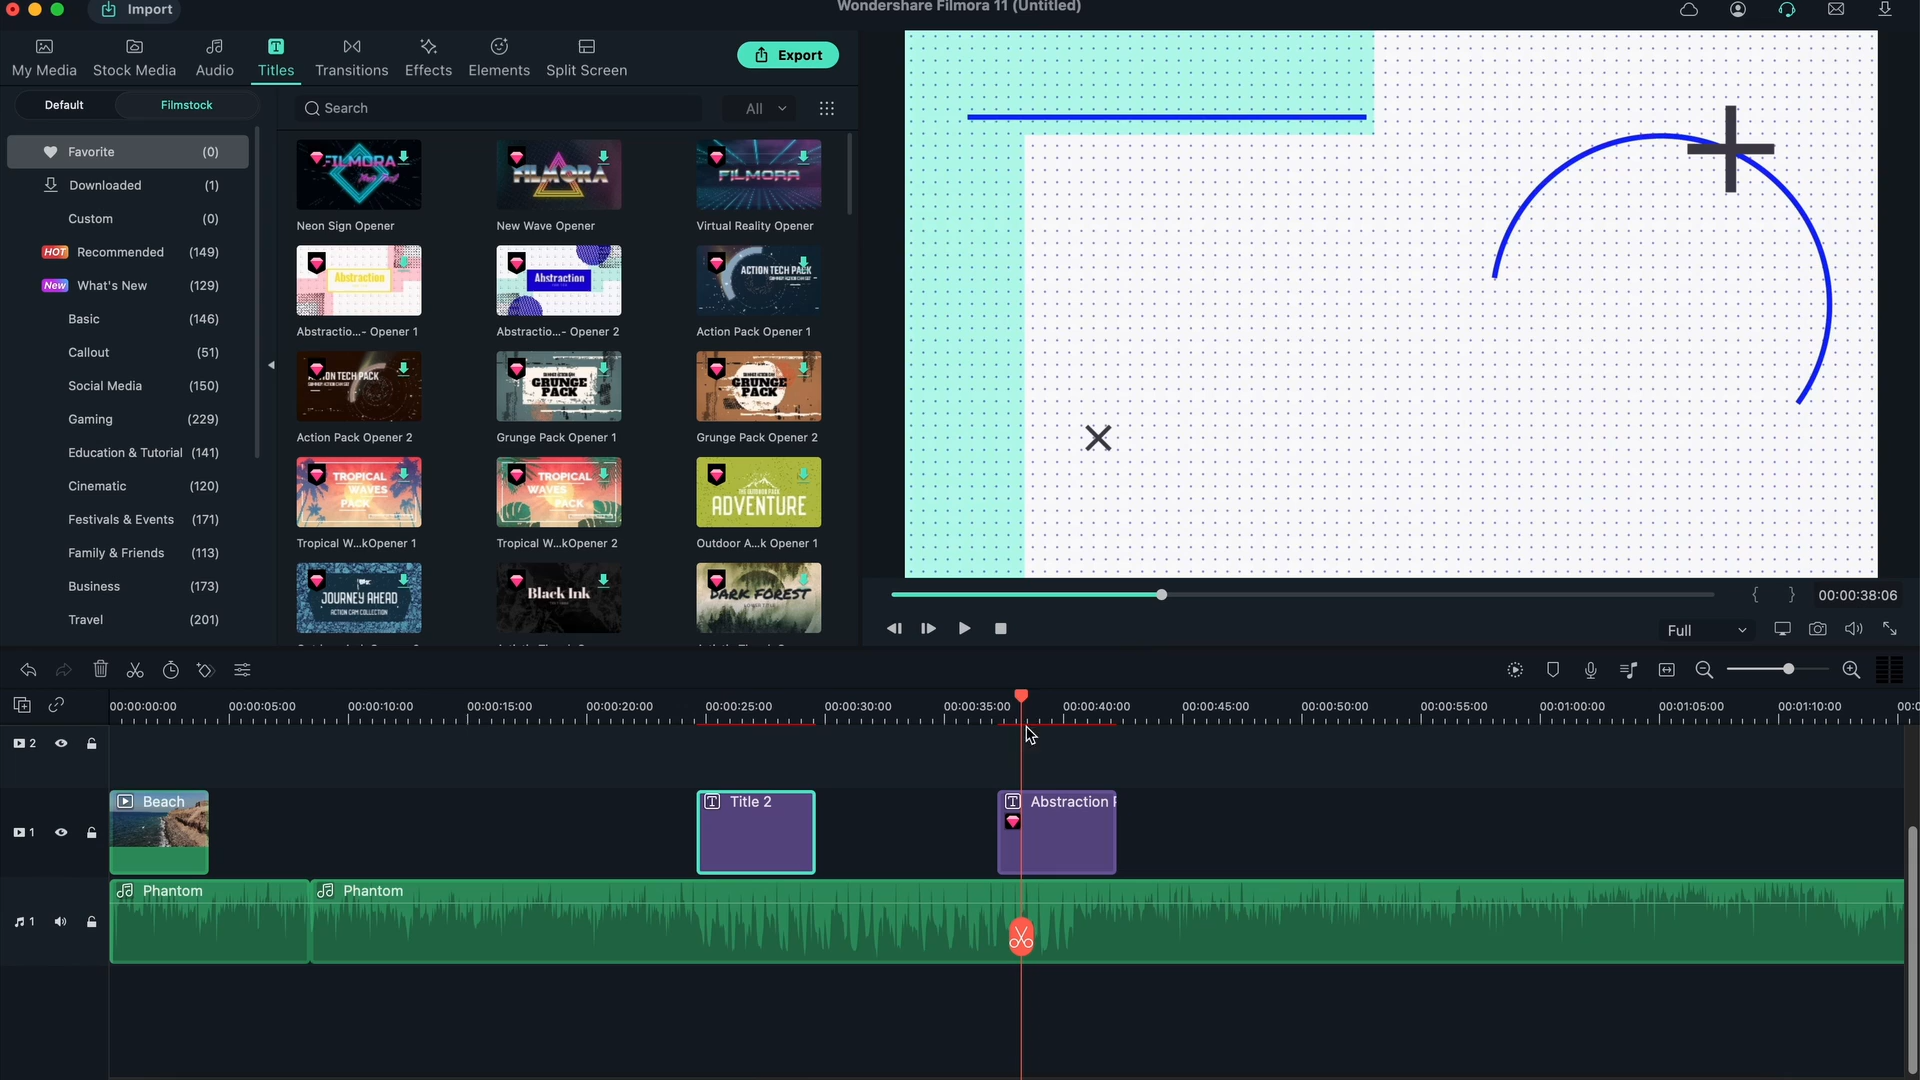 Import
Wondershare Filmora 11 (Untitled)
My Media
Stock Media
Audio
Titles
Transitions
Effects
Elements
Split Screen
Export
Default
Filmstock
Search
All
Favorite (0)
Downloaded (1)
Custom (0)
HOT Recommended (149)
New What's New (129)
Basic (146)
Callout (51)
Social Media (150)
Gaming (229)
Education & Tutorial (141)
Cinematic (120)
Festivals & Events (171)
Family & Friends (113)
Business (173)
Travel (201)
FILMORA
FILMORA
FILMORA
Neon Sign Opener
New Wave Opener
Virtual Reality Opener
Abstraction
Abstraction
ACTION TECH PACK
Abstractio...- Opener 1
Abstractio...- Opener 2
Action Pack Opener 1
GRUNGE
PACK
GRUNGE
PACK
Action Pack Opener 2
Grunge Pack Opener 1
Grunge Pack Opener 2
TROPICAL
WAVES
PACK
TROPICAL
WAVES
PACK
ADVENTURE
Tropical W...kOpener 1
Tropical W...kOpener 2
Outdoor A...k Opener 1
JOURNEY AHEAD
ACTION CAM COLLECTION
Black Ink
DARK FOREST
00:00:38:06
Full
00:00:00:00
00:00:05:00
00:00:10:00
00:00:15:00
00:00:20:00
00:00:25:00
00:00:30:00
00:00:35:00
00:00:40:00
00:00:45:00
00:00:50:00
00:00:55:00
00:01:00:00
00:01:05:00
00:01:10:00
2
Beach
Title 2
Abstraction
1
Phantom
Phantom
1